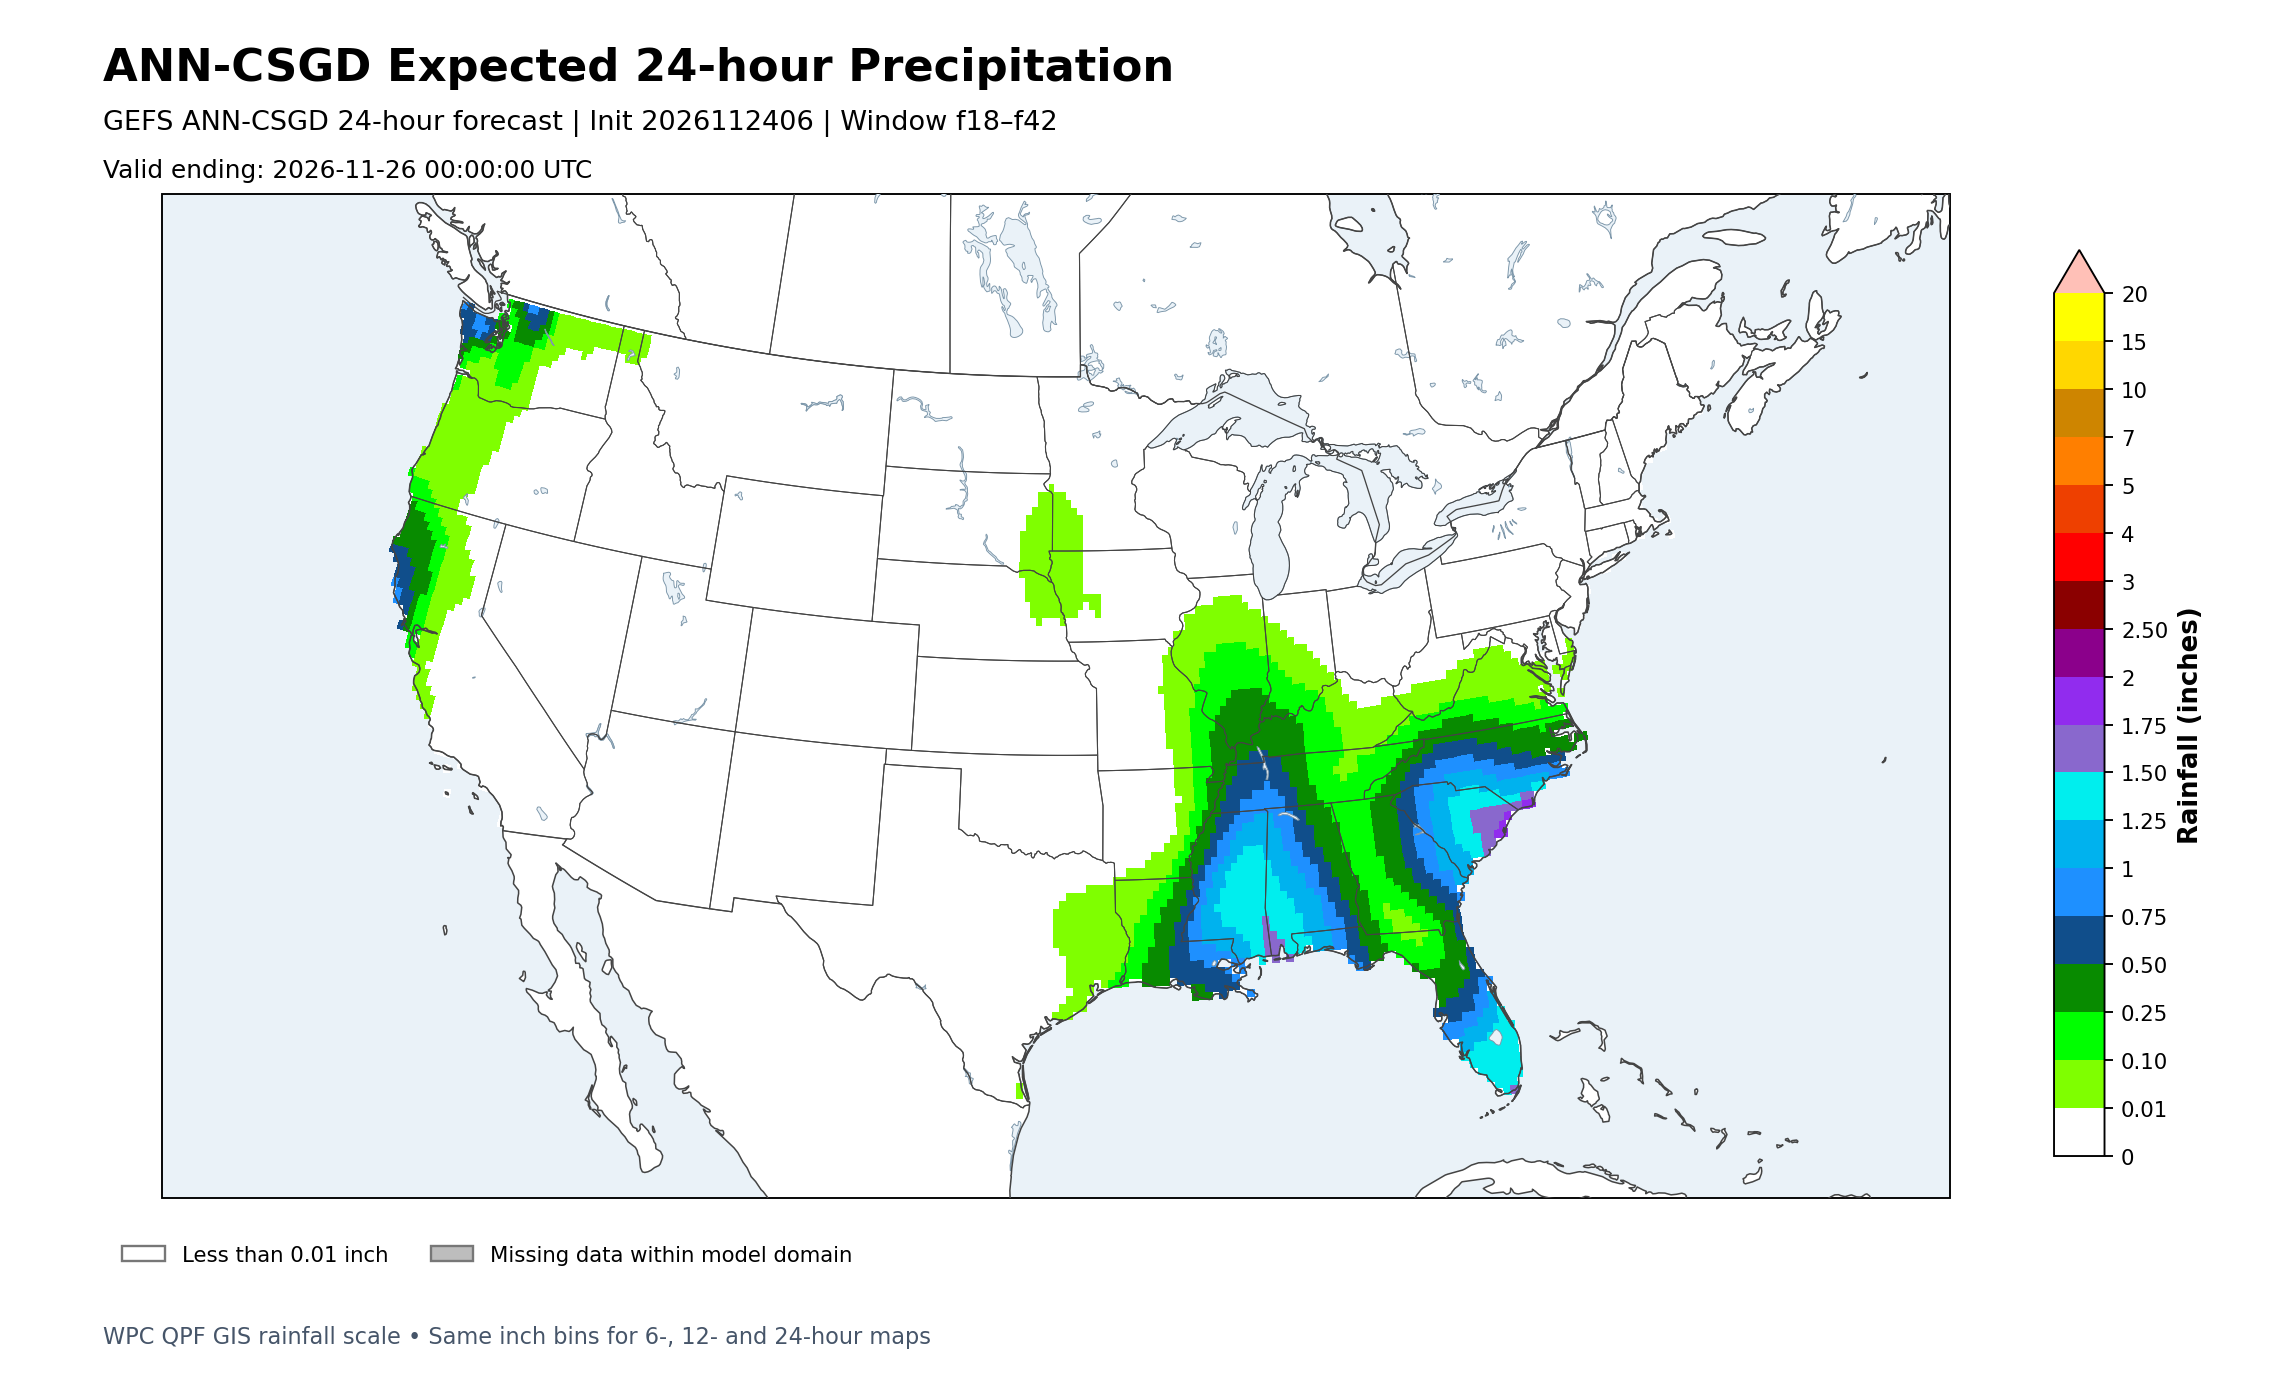 ANN-CSGD Expected 24-hour Precipitation
GEFS ANN-CSGD 24-hour forecast | Init 2026112406 | Window f18–f42
Valid ending: 2026-11-26 00:00:00 UTC
20
15
10
7
5
4
3
2.50
2
1.75
1.50
1.25
1
0.75
0.50
0.25
0.10
0.01
0
Rainfall (inches)
Less than 0.01 inch
Missing data within model domain
WPC QPF GIS rainfall scale • Same inch bins for 6-, 12- and 24-hour maps